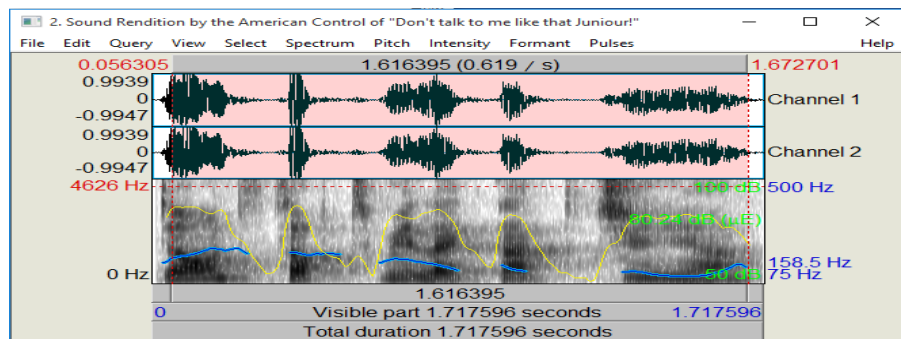 2. Sound Rendition by the American Control of "Don't talk to me like that Juniour!"
File Edit Query View Select Spectrum Pitch Intensity Formant Pulses Help
0.056305 1.616395 (0.619 / s) 1.672701
0.9939
0
-0.9947
Channel 1
0.9939
0
-0.9947
Channel 2
4626 Hz 100 dB 500 Hz
80.21 dB (µE)
158.5 Hz
0 Hz 50 dB 75 Hz
1.616395
0 Visible part 1.717596 seconds 1.717596
Total duration 1.717596 seconds